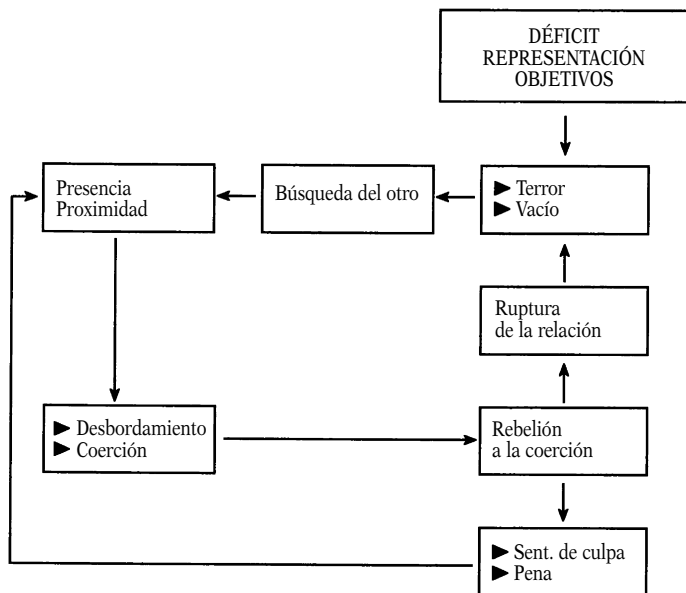 DÉFICIT
REPRESENTACIÓN
OBJETIVOS
Presencia
Proximidad
Búsqueda del otro
► Terror
► Vacío
Ruptura
de la relación
► Desbordamiento
► Coerción
Rebelión
a la coerción
► Sent. de culpa
► Pena